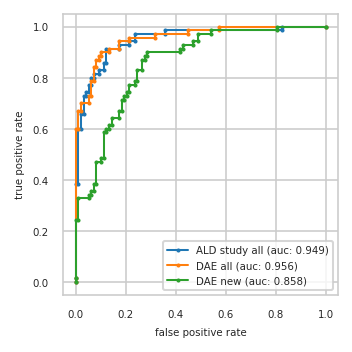 1.0
0.8
0.6
0.4
0.2
0.0
true positive rate
ALD study all (auc: 0.949)
DAE all (auc: 0.956)
DAE new (auc: 0.858)
0.0 0.2 0.4 0.6 0.8 1.0
false positive rate